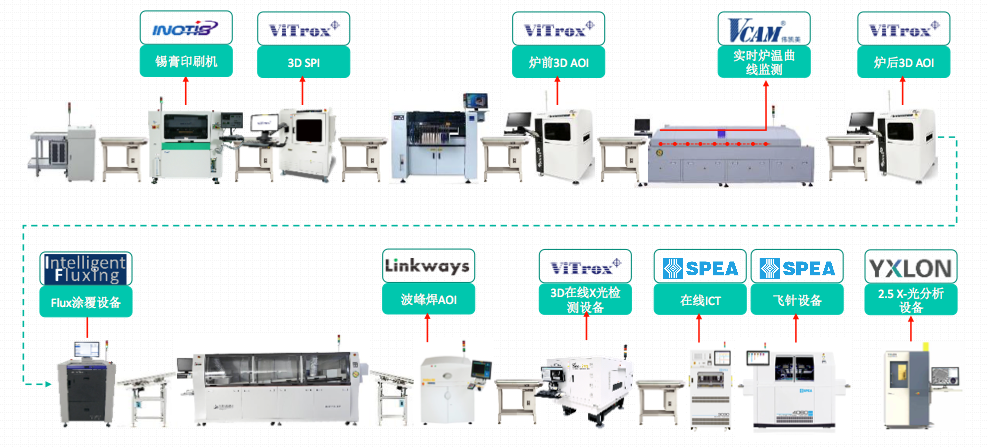 INOTIS
锡膏印刷机
ViTrox
3D SPI
ViTrox
炉前3D AOI
VCAM
伟凯美
实时炉温曲
线监测
ViTrox
炉后3D AOI
Intelligent
Fluxing
Flux涂覆设备
Linkways
波峰焊AOI
ViTrox
3D在线X光检
测设备
SPEA
在线ICT
SPEA
飞针设备
YXLON
2.5 X-光分析
设备
SPEA